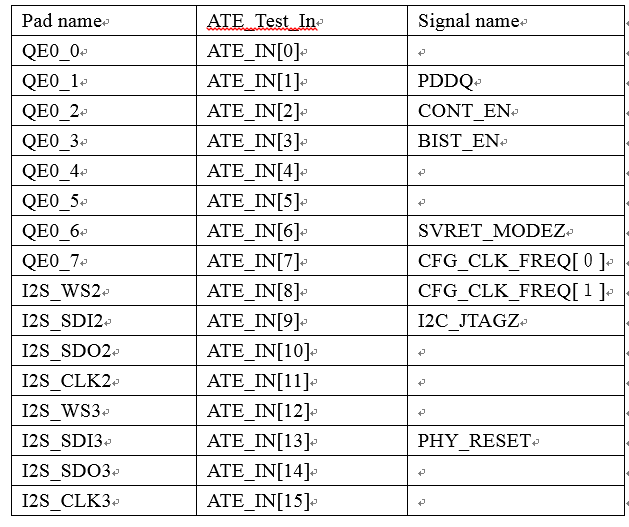 Pad name ATE_Test_In Signal name
QE0_0 ATE_IN[0]
QE0_1 ATE_IN[1] PDDQ
QE0_2 ATE_IN[2] CONT_EN
QE0_3 ATE_IN[3] BIST_EN
QE0_4 ATE_IN[4]
QE0_5 ATE_IN[5]
QE0_6 ATE_IN[6] SVRET_MODEZ
QE0_7 ATE_IN[7] CFG_CLK_FREQ[ 0 ]
I2S_WS2 ATE_IN[8] CFG_CLK_FREQ[ 1 ]
I2S_SDI2 ATE_IN[9] I2C_JTAGZ
I2S_SDO2 ATE_IN[10]
I2S_CLK2 ATE_IN[11]
I2S_WS3 ATE_IN[12]
I2S_SDI3 ATE_IN[13] PHY_RESET
I2S_SDO3 ATE_IN[14]
I2S_CLK3 ATE_IN[15]